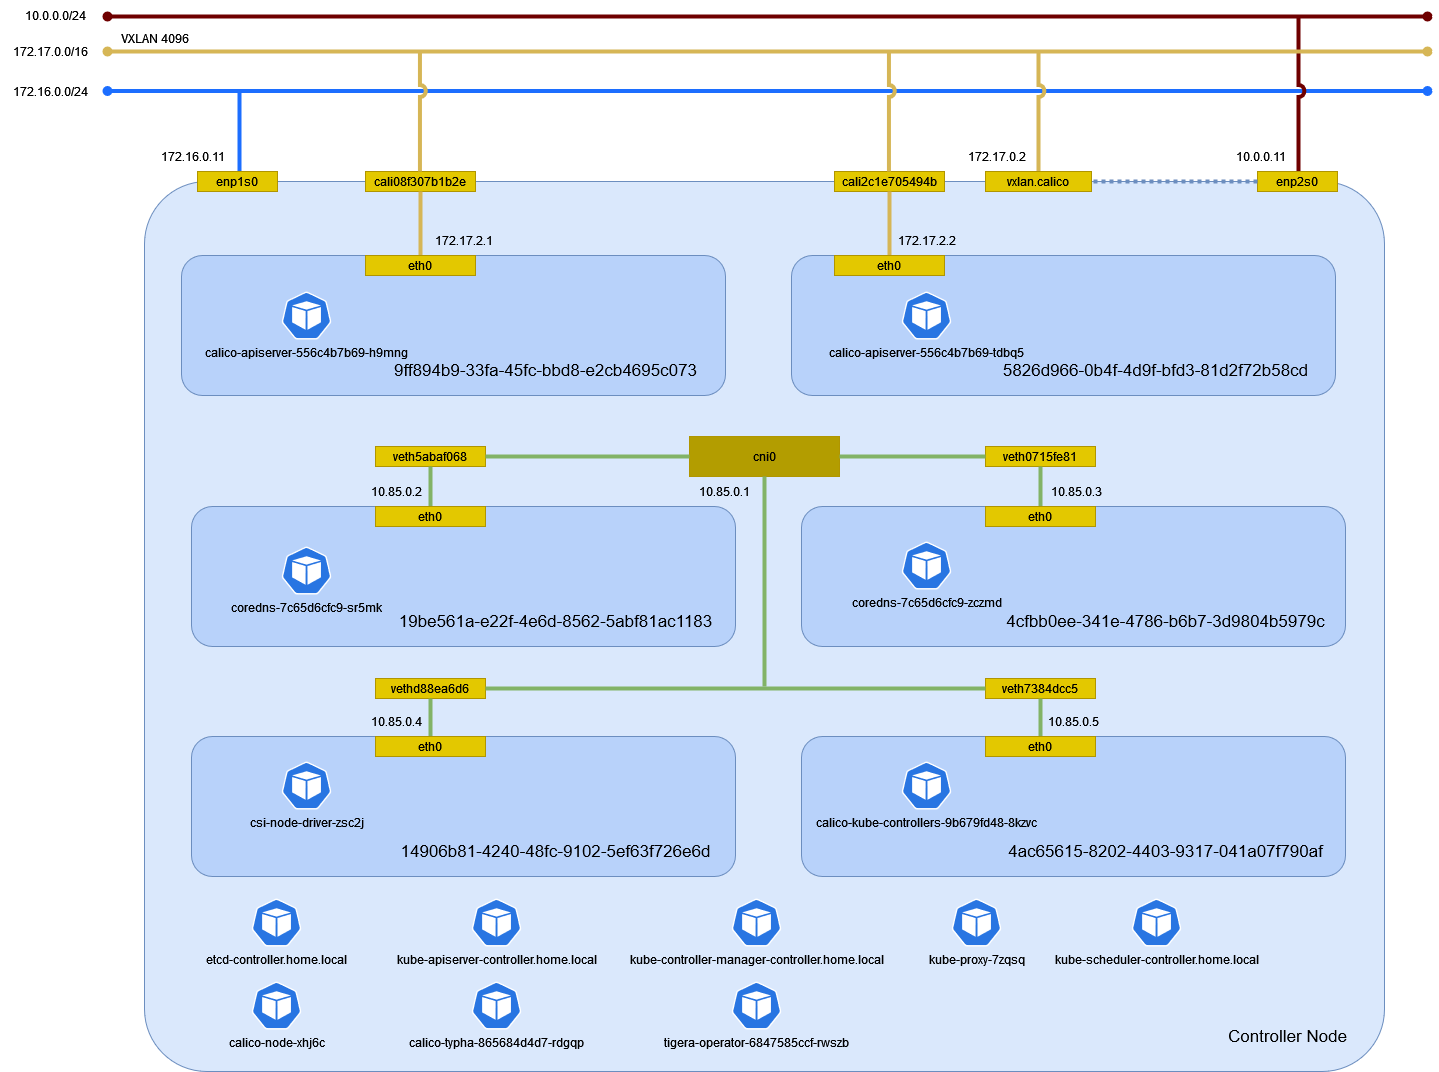 10.0.0.0/24
VXLAN 4096
172.17.0.0/16
172.16.0.0/24
172.16.0.11
172.17.0.2
10.0.0.11
enp1s0
cali08f307b1b2e
cali2c1e705494b
vxlan.calico
enp2s0
172.17.2.1
172.17.2.2
eth0
eth0
calico-apiserver-556c4b7b69-h9mng
9ff894b9-33fa-45fc-bbd8-e2cb4695c073
calico-apiserver-556c4b7b69-tdbq5
5826d966-0b4f-4d9f-bfd3-81d2f72b58cd
veth5abaf068
cni0
veth0715fe81
10.85.0.2
10.85.0.1
10.85.0.3
eth0
eth0
coredns-7c65d6cfc9-sr5mk
19be561a-e22f-4e6d-8562-5abf81ac1183
coredns-7c65d6cfc9-zczmd
4cfbb0ee-341e-4786-b6b7-3d9804b5979c
vethd88ea6d6
veth7384dcc5
10.85.0.4
10.85.0.5
eth0
eth0
csi-node-driver-zsc2j
14906b81-4240-48fc-9102-5ef63f726e6d
calico-kube-controllers-9b679fd48-8kzvc
4ac65615-8202-4403-9317-041a07f790af
etcd-controller.home.local
kube-apiserver-controller.home.local
kube-controller-manager-controller.home.local
kube-proxy-7zqsq
kube-scheduler-controller.home.local
calico-node-xhj6c
calico-typha-865684d4d7-rdgqp
tigera-operator-6847585ccf-rwszb
Controller Node